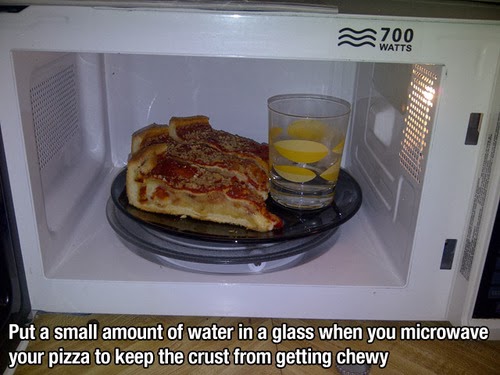 700
WATTS
Put a small amount of water in a glass when you microwave
your pizza to keep the crust from getting chewy